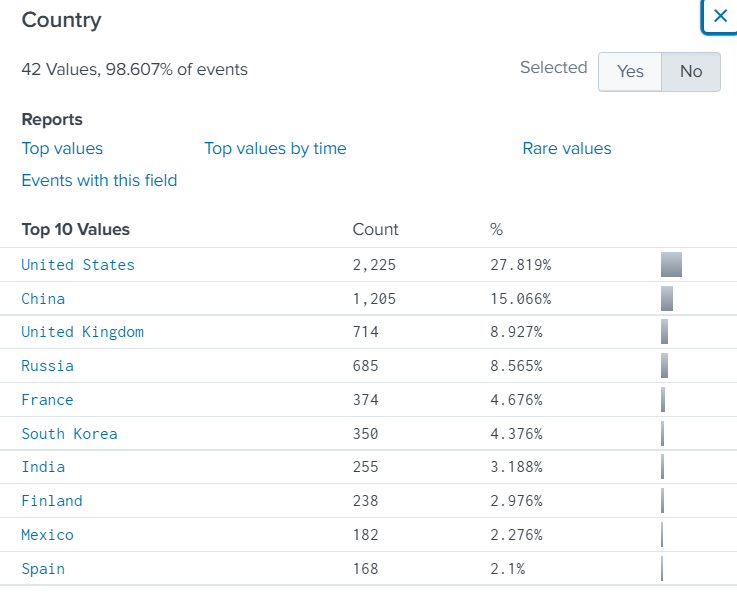 Country
42 Values, 98.607% of events
Selected Yes No
Reports
Top values Top values by time Rare values
Events with this field
Top 10 Values Count %
United States 2,225 27.819%
China 1,205 15.066%
United Kingdom 714 8.927%
Russia 685 8.565%
France 374 4.676%
South Korea 350 4.376%
India 255 3.188%
Finland 238 2.976%
Mexico 182 2.276%
Spain 168 2.1%